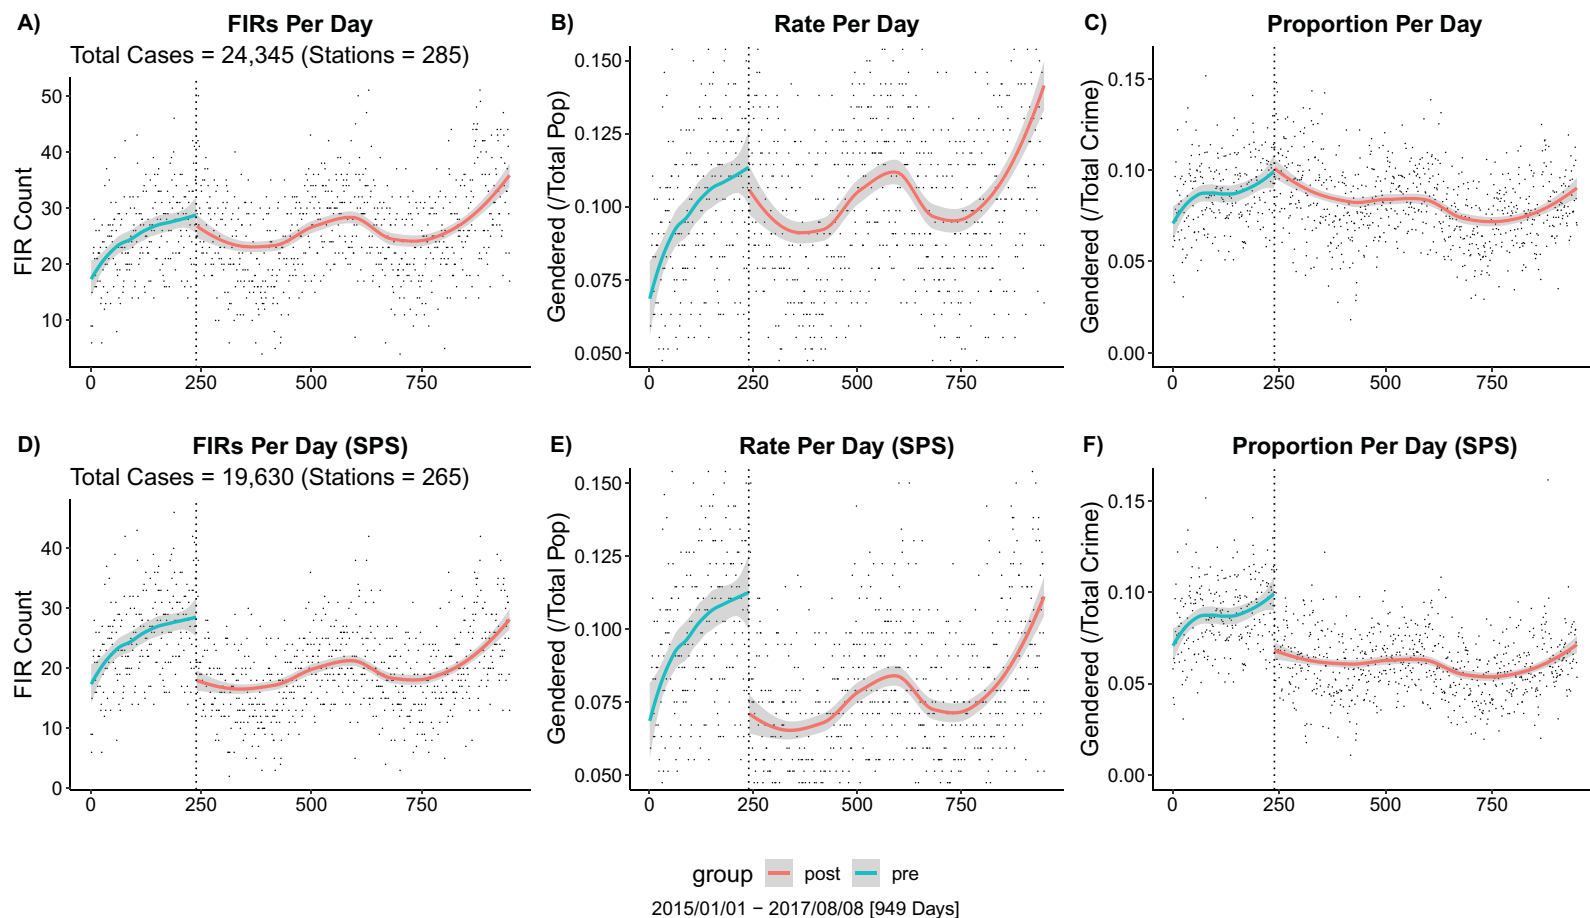 A)
FIRs Per Day
Total Cases = 24,345 (Stations = 285)
FIR Count
50
40
30
20
10
0
250
500
750
B)
Rate Per Day
Gendered (/Total Pop)
0.150
0.125
0.100
0.075
0.050
0
250
500
750
C)
Proportion Per Day
Gendered (/Total Crime)
0.15
0.10
0.05
0.00
0
250
500
750
D)
FIRs Per Day (SPS)
Total Cases = 19,630 (Stations = 265)
FIR Count
40
30
20
10
0
0
250
500
750
E)
Rate Per Day (SPS)
Gendered (/Total Pop)
0.150
0.125
0.100
0.075
0.050
0
250
500
750
F)
Proportion Per Day (SPS)
Gendered (/Total Crime)
0.15
0.10
0.05
0.00
0
250
500
750
group post pre
2015/01/01 − 2017/08/08 [949 Days]